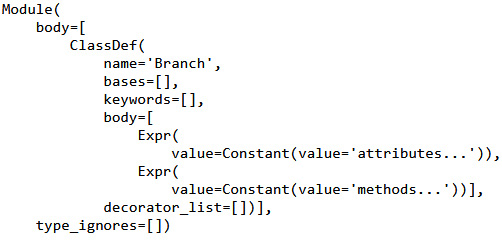 Module(
    body=[
        ClassDef(
            name='Branch',
            bases=[],
            keywords=[],
            body=[
                Expr(
                    value=Constant(value='attributes...')),
                Expr(
                    value=Constant(value='methods...'))],
            decorator_list=[])],
    type_ignores=[])